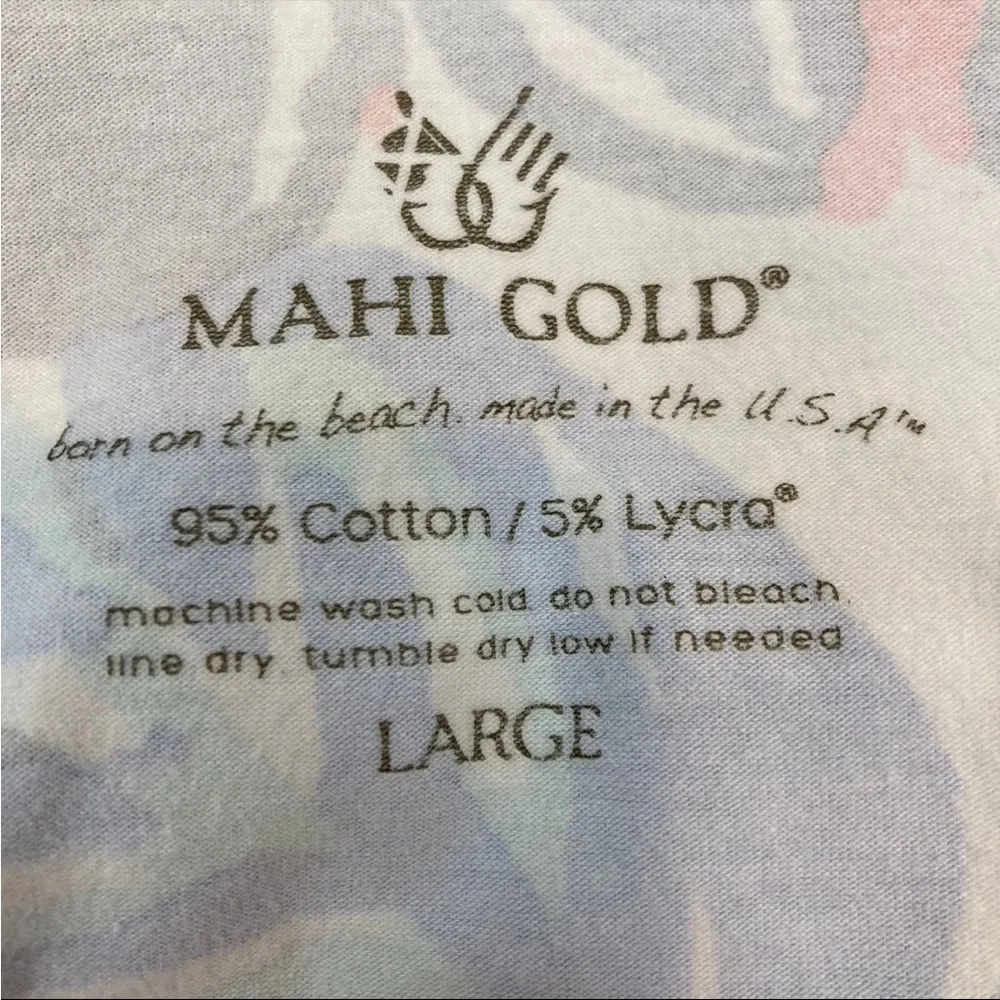 MAHI GOLD®
born on the beach. made in the U.S.A™
95% Cotton / 5% Lycra®
machine wash cold. do not bleach.
line dry. tumble dry low if needed
LARGE